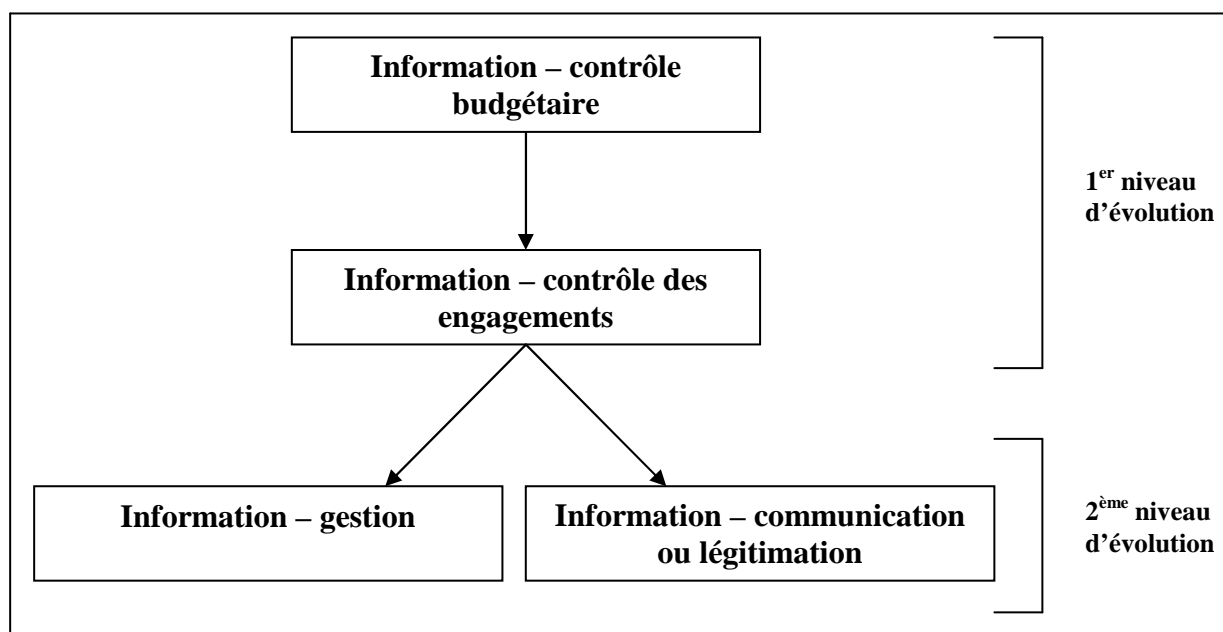 Information – contrôle
budgétaire
1er niveau
d’évolution
Information – contrôle des
engagements
Information – gestion
Information – communication
ou légitimation
2ème niveau
d’évolution